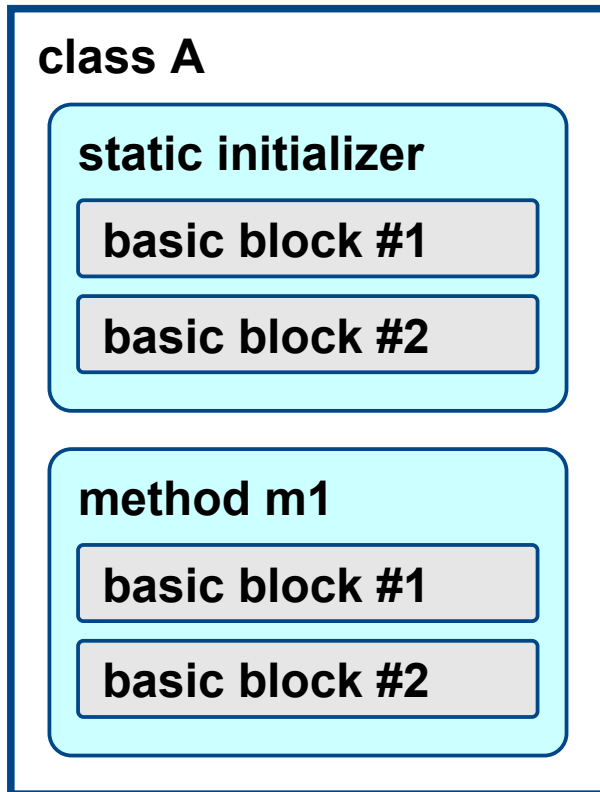 class A
static initializer
basic block #1
basic block #2
method m1
basic block #1
basic block #2